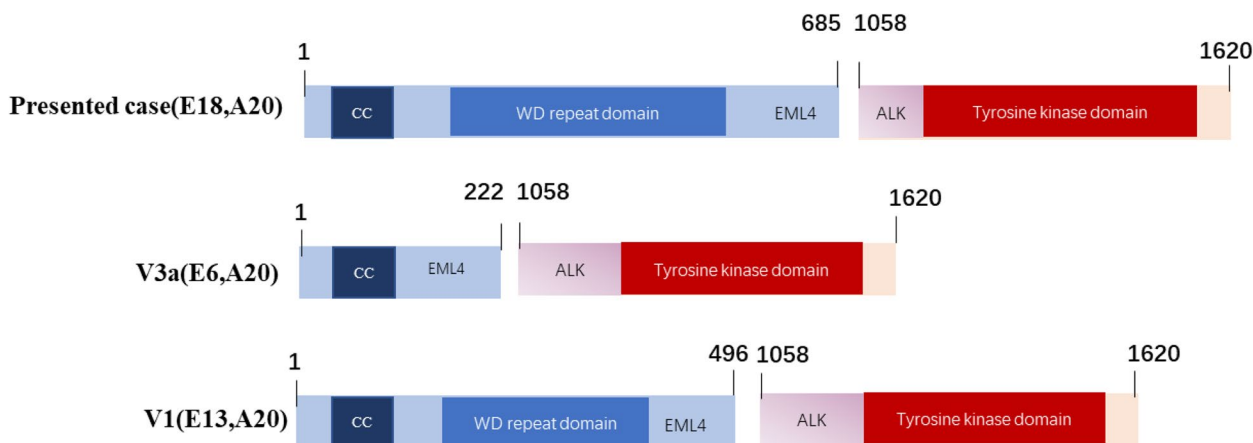 1 685 1058 1620
Presented case(E18,A20) CC WD repeat domain EML4 ALK Tyrosine kinase domain
1 222 1058 1620
V3a(E6,A20) CC EML4 ALK Tyrosine kinase domain
1 496 1058 1620
V1(E13,A20) CC WD repeat domain EML4 ALK Tyrosine kinase domain